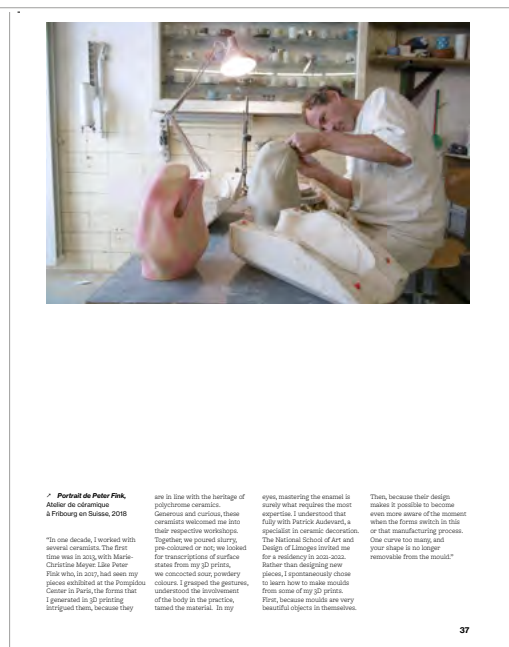 ↗ Portrait de Peter Fink,
Atelier de céramique
à Fribourg en Suisse, 2018
"In one decade, I worked with
several ceramists. The first
time was in 2013, with Marie-
Christine Meyer. Like Peter
Fink who, in 2017, had seen my
pieces exhibited at the Pompidou
Center in Paris, the forms that
I generated in 3D printing
intrigued them, because they
are in line with the heritage of
polychrome ceramics.
Generous and curious, these
ceramists welcomed me into
their respective workshops.
Together, we poured slurry,
pre-coloured or not; we looked
for transcriptions of surface
states from my 3D prints,
we concocted sour, powdery
colours. I grasped the gestures,
understood the involvement
of the body in the practice,
tamed the material. In my
eyes, mastering the enamel is
surely what requires the most
expertise. I understood that
fully with Patrick Audevard, a
specialist in ceramic decoration.
The National School of Art and
Design of Limoges invited me
for a residency in 2021-2022.
Rather than designing new
pieces, I spontaneously chose
to learn how to make moulds
from some of my 3D prints.
First, because moulds are very
beautiful objects in themselves.
Then, because their design
makes it possible to become
even more aware of the moment
when the forms switch in this
or that manufacturing process.
One curve too many, and
your shape is no longer
removable from the mould."
37